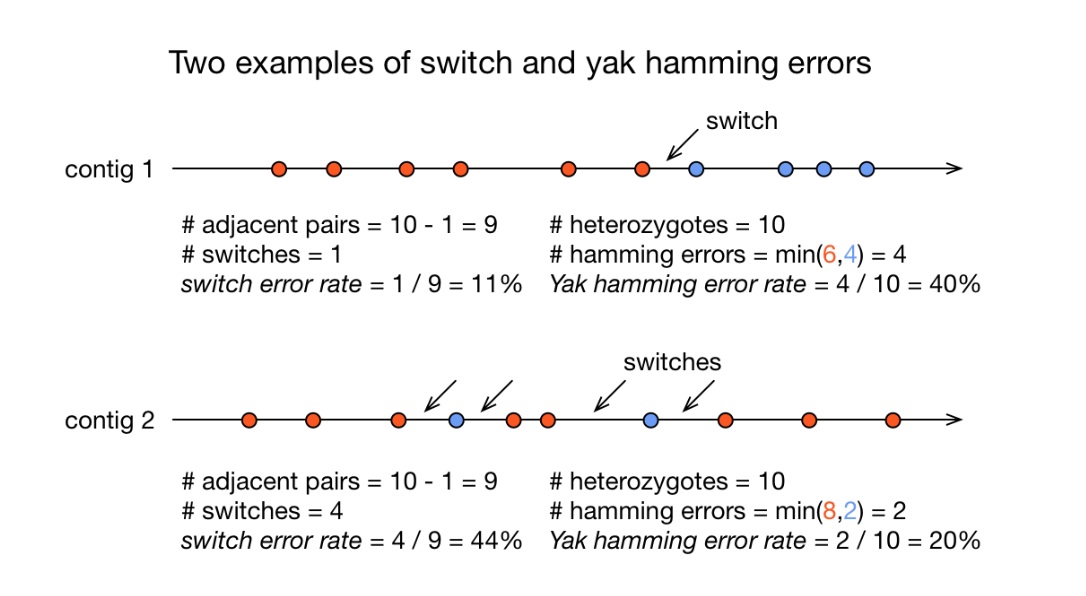 Two examples of switch and yak hamming errors
switch
contig 1
# adjacent pairs = 10 - 1 = 9
# switches = 1
switch error rate = 1 / 9 = 11%
# heterozygotes = 10
# hamming errors = min(6,4) = 4
Yak hamming error rate = 4 / 10 = 40%
switches
contig 2
# adjacent pairs = 10 - 1 = 9
# switches = 4
switch error rate = 4 / 9 = 44%
# heterozygotes = 10
# hamming errors = min(8,2) = 2
Yak hamming error rate = 2 / 10 = 20%